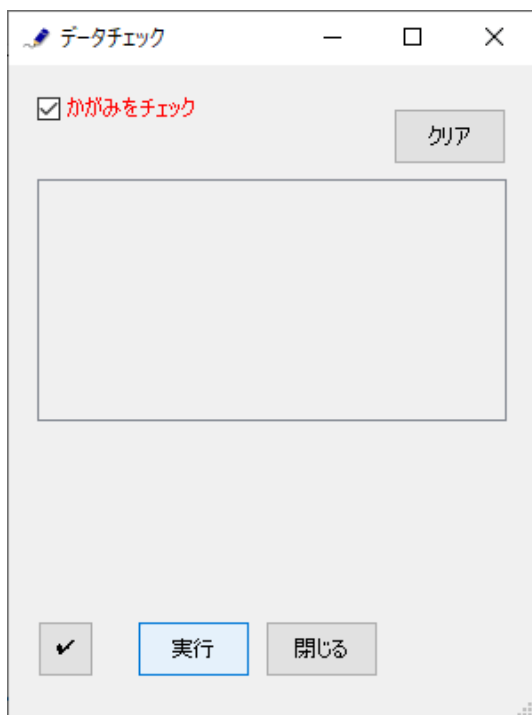 データチェック
かがみをチェック
クリア
✔
実行
閉じる